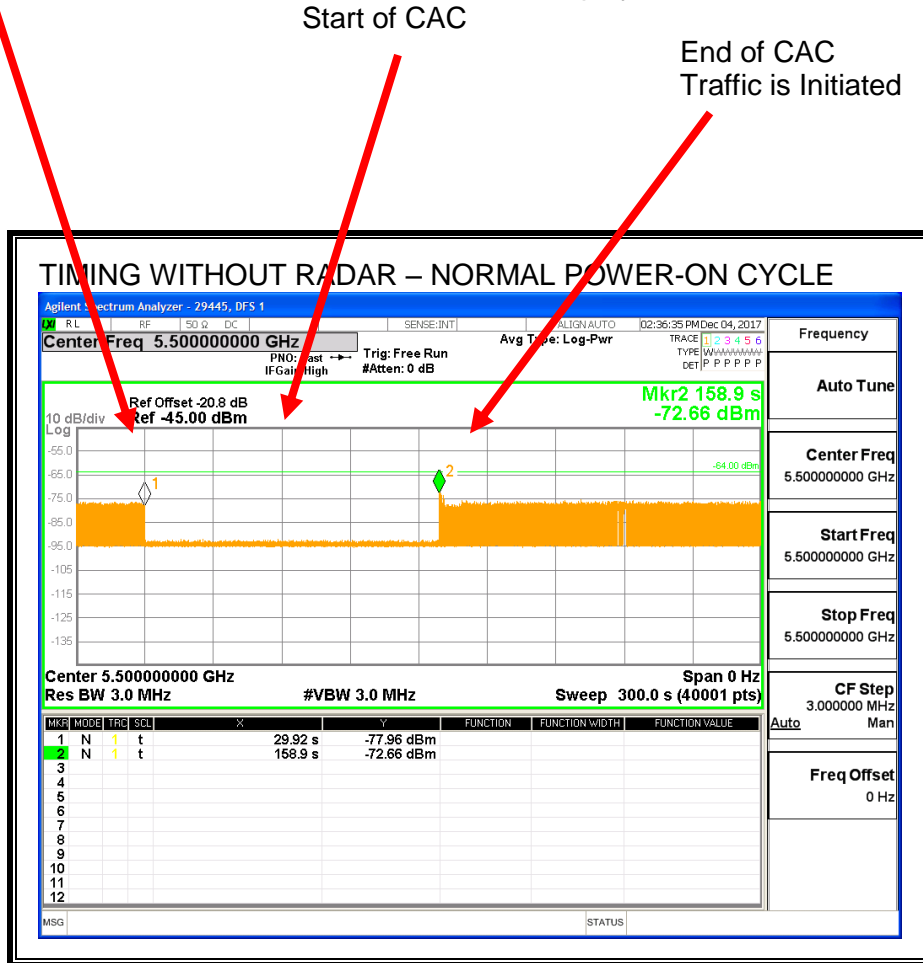 Start of CAC
End of CAC
Traffic is Initiated
TIMING WITHOUT RADAR – NORMAL POWER-ON CYCLE
Agilent Spectrum Analyzer - 29445, DFS 1
LXI RL RF 50 Ω DC SENSE:INT ALIGN AUTO 02:36:35 PM Dec 04, 2017
Center Freq 5.500000000 GHz
PNO: Fast
IFGain:High
Trig: Free Run
#Atten: 0 dB
Avg Type: Log-Pwr
TRACE 1 2 3 4 5 6
TYPE WWWWWWW
DET P P P P P P
Ref Offset -20.8 dB
10 dB/div Ref -45.00 dBm
Log
Mkr2 158.9 s
-72.66 dBm
-55.0
-65.0
-75.0
-85.0
-95.0
-105
-115
-125
-135
1
2
-64.00 dBm
Center 5.500000000 GHz Span 0 Hz
Res BW 3.0 MHz #VBW 3.0 MHz Sweep 300.0 s (40001 pts)
MKR MODE TRC SCL X Y FUNCTION FUNCTION WIDTH FUNCTION VALUE
1 N 1 t 29.92 s -77.96 dBm
2 N 1 t 158.9 s -72.66 dBm
3
4
5
6
7
8
9
10
11
12
MSG STATUS
Frequency
Auto Tune
Center Freq
5.500000000 GHz
Start Freq
5.500000000 GHz
Stop Freq
5.500000000 GHz
CF Step
3.000000 MHz
Auto Man
Freq Offset
0 Hz